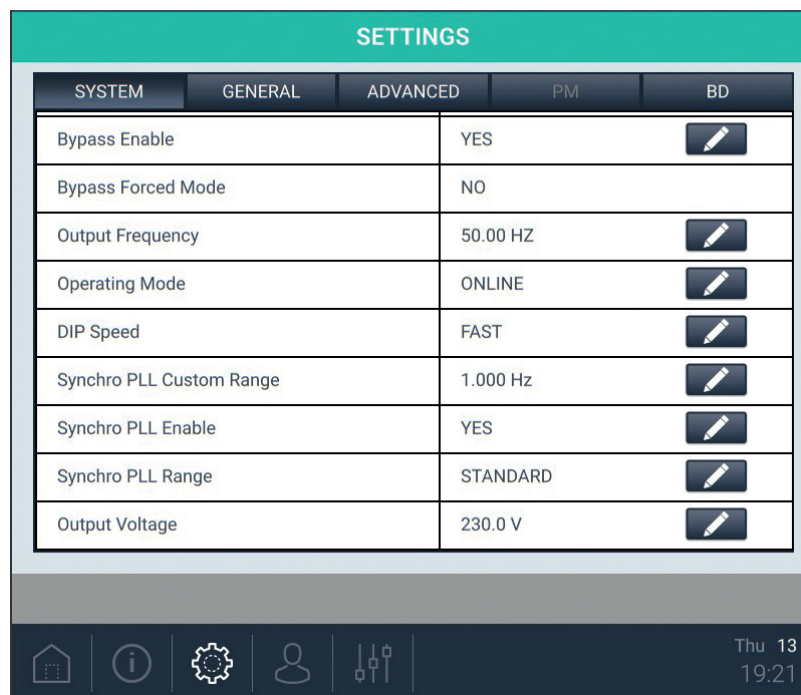 SETTINGS
SYSTEM GENERAL ADVANCED PM BD
Bypass Enable YES
Bypass Forced Mode NO
Output Frequency 50.00 HZ
Operating Mode ONLINE
DIP Speed FAST
Synchro PLL Custom Range 1.000 Hz
Synchro PLL Enable YES
Synchro PLL Range STANDARD
Output Voltage 230.0 V
Thu 13
19:21